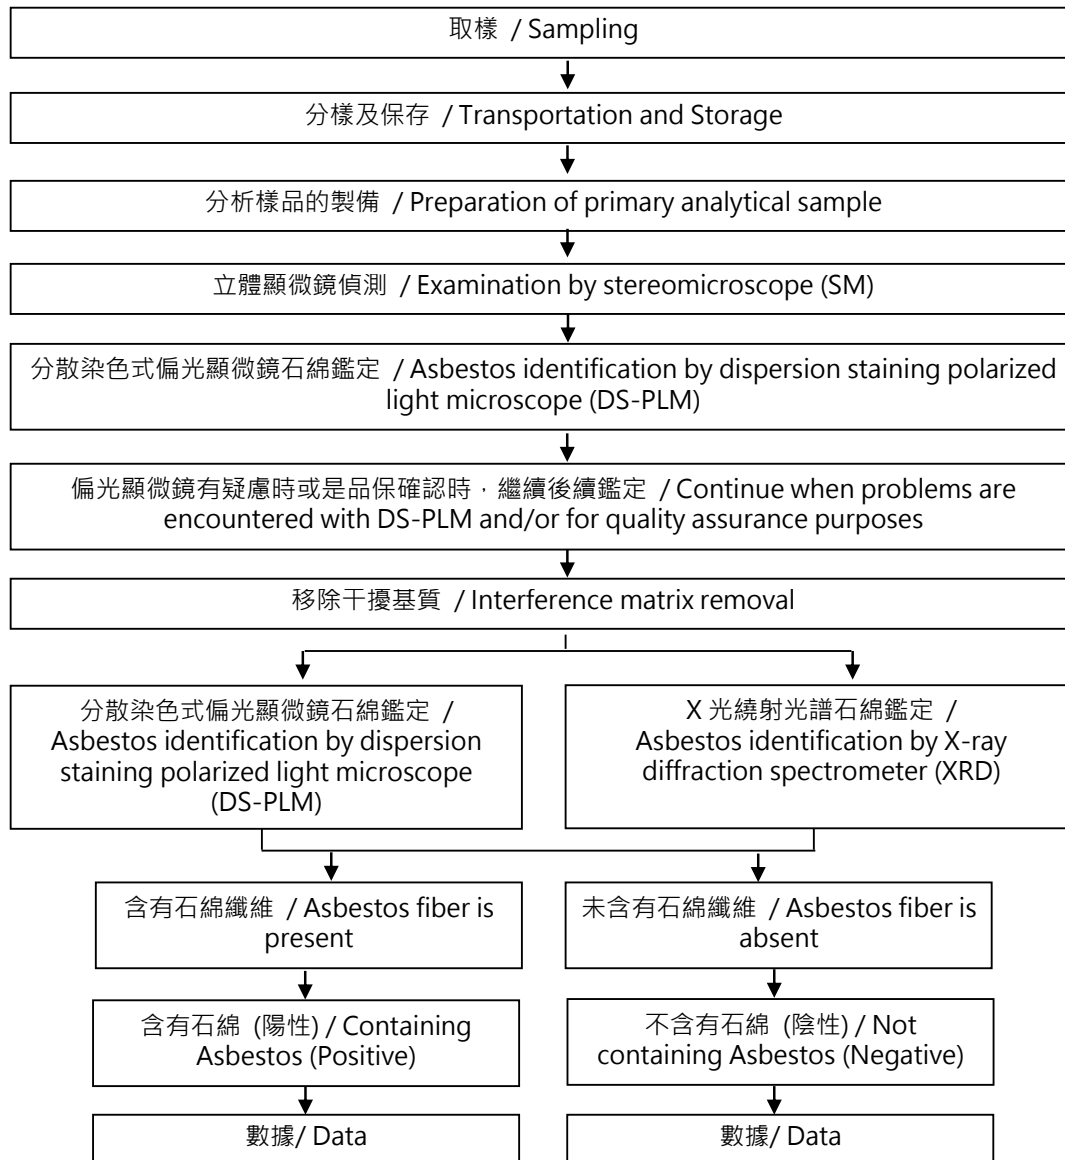 取樣 / Sampling
分樣及保存 / Transportation and Storage
分析樣品的製備 / Preparation of primary analytical sample
立體顯微鏡偵測 / Examination by stereomicroscope (SM)
分散染色式偏光顯微鏡石綿鑑定 / Asbestos identification by dispersion staining polarized
light microscope (DS-PLM)
偏光顯微鏡有疑慮時或是品保確認時，繼續後續鑑定 / Continue when problems are
encountered with DS-PLM and/or for quality assurance purposes
移除干擾基質 / Interference matrix removal
分散染色式偏光顯微鏡石綿鑑定 /
Asbestos identification by dispersion
staining polarized light microscope
(DS-PLM)
X 光繞射光譜石綿鑑定 /
Asbestos identification by X-ray
diffraction spectrometer (XRD)
含有石綿纖維 / Asbestos fiber is
present
未含有石綿纖維 / Asbestos fiber is
absent
含有石綿 (陽性) / Containing
Asbestos (Positive)
不含有石綿 (陰性) / Not
containing Asbestos (Negative)
數據/ Data
數據/ Data